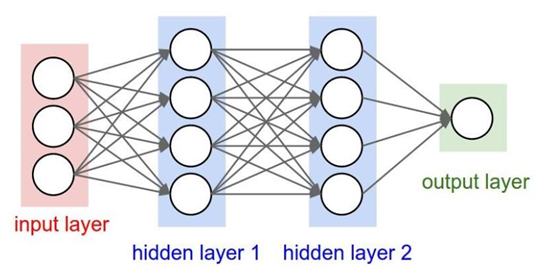 input layer
hidden layer 1
hidden layer 2
output layer